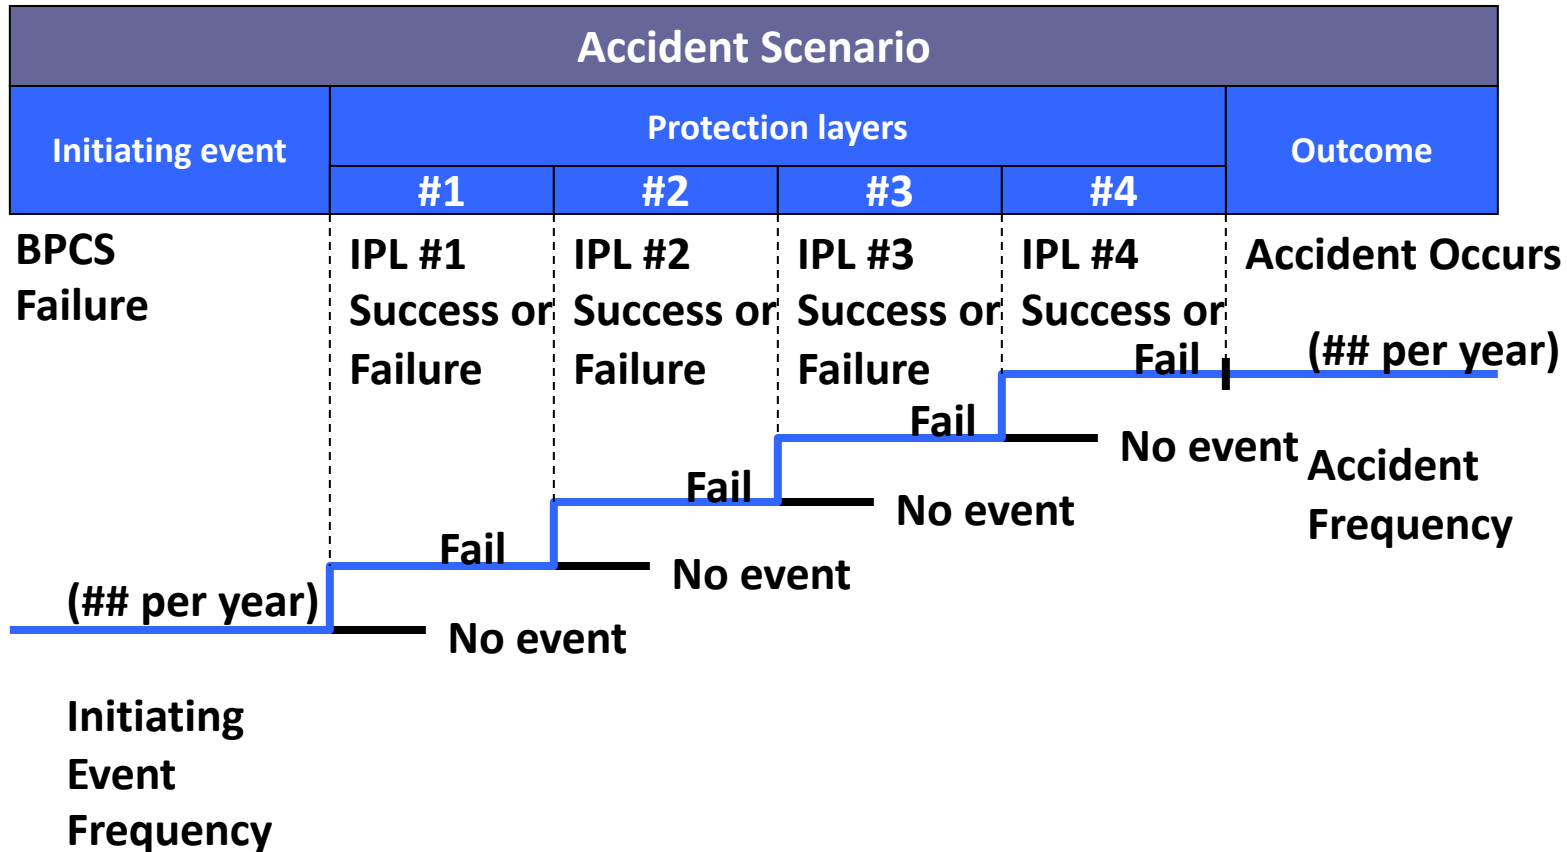 Accident Scenario
Initiating event
Protection layers
Outcome
#1
#2
#3
#4
BPCS
Failure
IPL #1
Success or
Failure
IPL #2
Success or
Failure
IPL #3
Success or
Failure
IPL #4
Success or
Fail
Accident Occurs
(## per year)
Fail
No event
Accident
Frequency
Fail
No event
Fail
No event
(## per year)
No event
Initiating
Event
Frequency